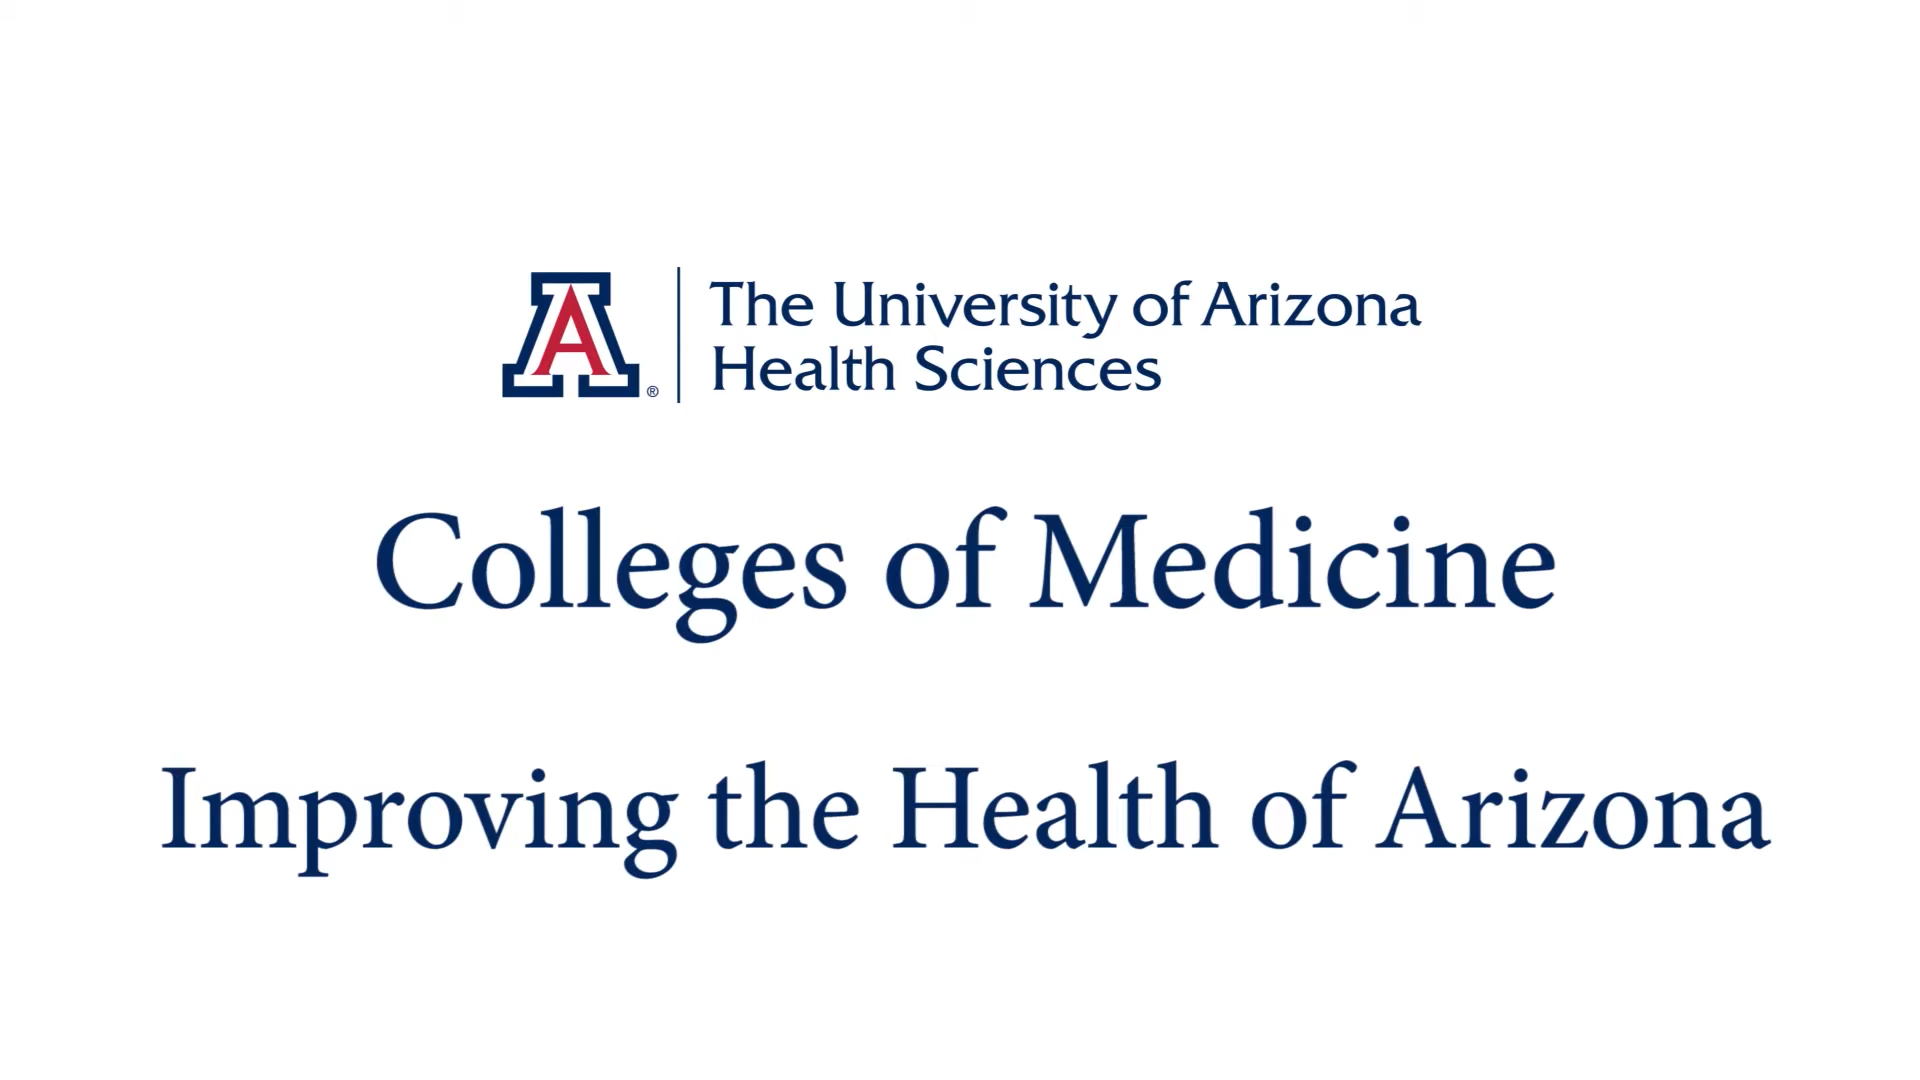 A®
The University of Arizona
Health Sciences
Colleges of Medicine
Improving the Health of Arizona